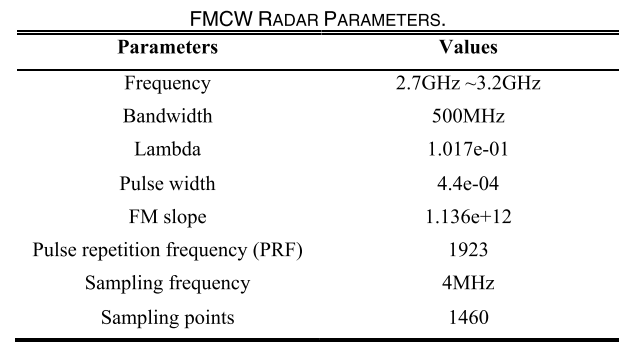 FMCW RADAR PARAMETERS.
Parameters Values
Frequency 2.7GHz ~3.2GHz
Bandwidth 500MHz
Lambda 1.017e-01
Pulse width 4.4e-04
FM slope 1.136e+12
Pulse repetition frequency (PRF) 1923
Sampling frequency 4MHz
Sampling points 1460